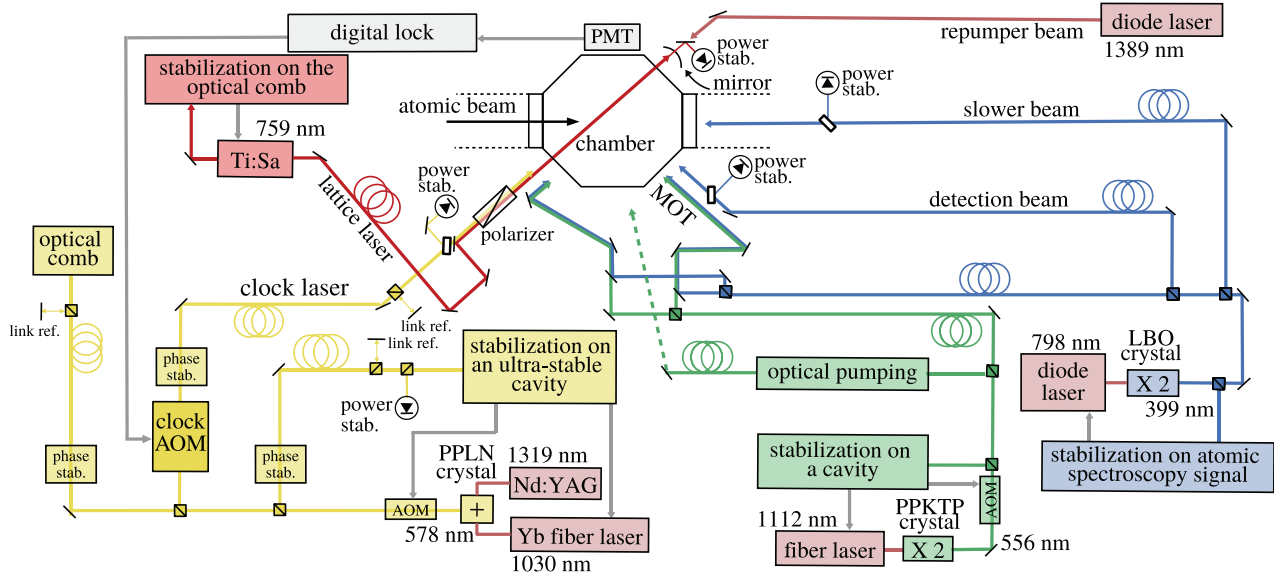 digital lock
PMT
diode laser
repumper beam
1389 nm
power
stab.
mirror
stabilization on the
optical comb
atomic beam
power
stab.
slower beam
759 nm
chamber
Ti:Sa
power
stab.
power
stab.
lattice laser
MOT
detection beam
polarizer
optical
comb
clock laser
link ref.
link ref.
link ref.
stabilization on
an ultra-stable
cavity
phase
stab.
798 nm
LBO
crystal
diode
laser
X 2
399 nm
optical pumping
power
stab.
clock
AOM
phase
stab.
phase
stab.
PPLN
crystal
1319 nm
Nd:YAG
stabilization on
a cavity
stabilization on atomic
spectroscopy signal
AOM
AOM
+
578 nm
Yb fiber laser
1030 nm
1112 nm
PPKTP
crystal
fiber laser
X 2
556 nm